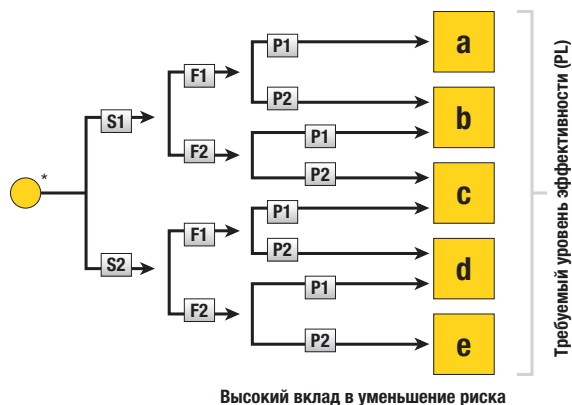 P1
a
F1
P2
b
S1
F2
P1
P2
c
*
F1
P1
P2
d
S2
F2
P1
P2
e
Требуемый уровень эффективности (PL)
Высокий вклад в уменьшение риска